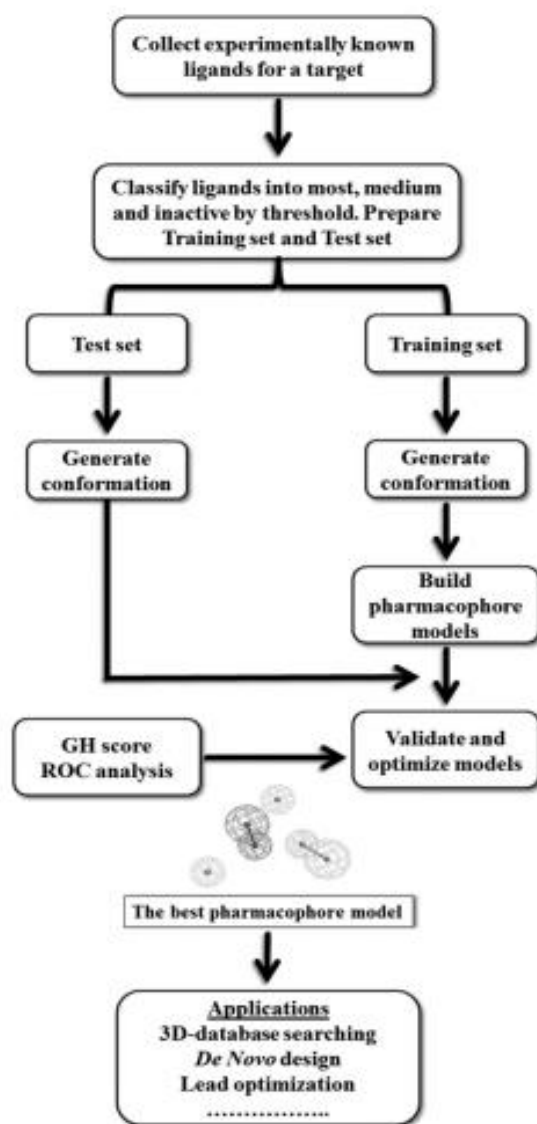 Collect experimentally known
ligands for a target
Classify ligands into most, medium
and inactive by threshold. Prepare
Training set and Test set
Test set
Training set
Generate
conformation
Generate
conformation
Build
pharmacophore
models
GH score
ROC analysis
Validate and
optimize models
The best pharmacophore model
Applications
3D-database searching
De Novo design
Lead optimization
……………..